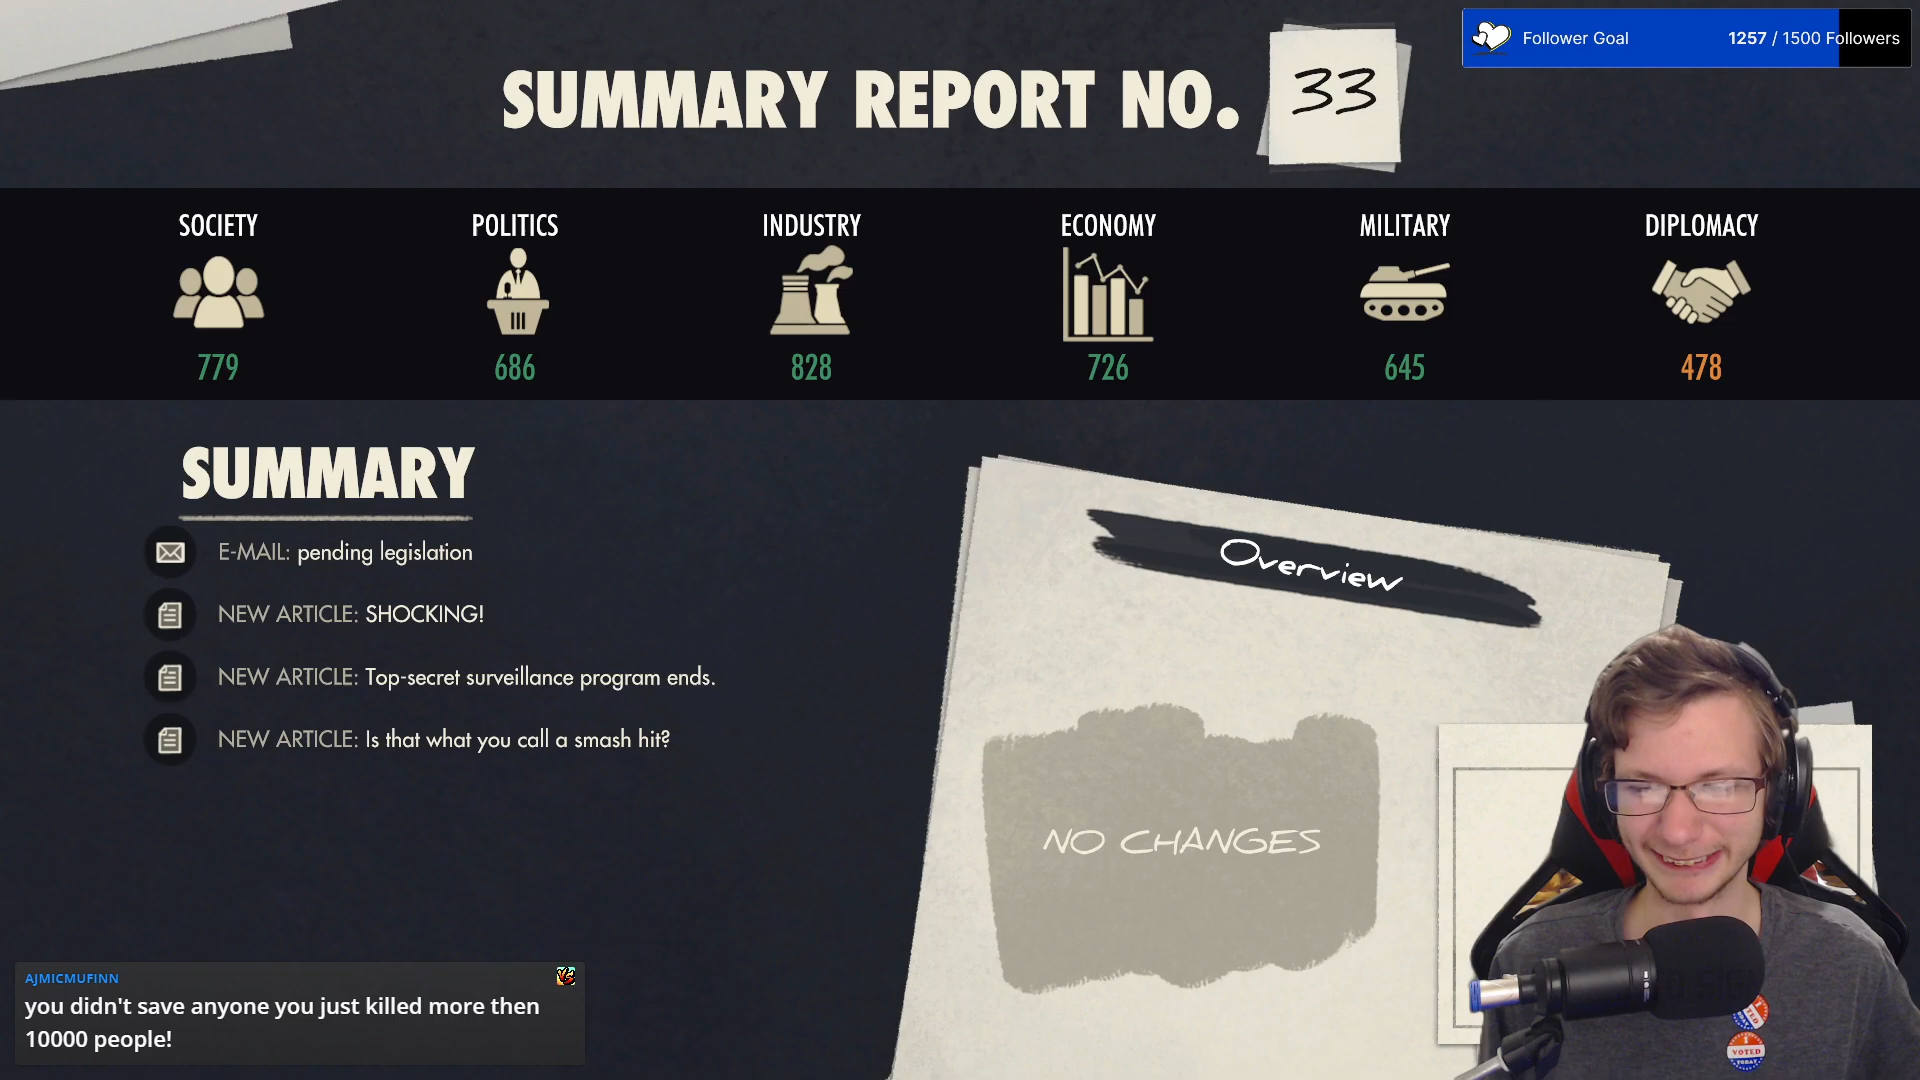 Follower Goal 1257 / 1500 Followers
SUMMARY REPORT NO. 33
SOCIETY POLITICS INDUSTRY ECONOMY MILITARY DIPLOMACY
779 686 828 726 645 478
SUMMARY
E-MAIL: pending legislation
NEW ARTICLE: SHOCKING!
NEW ARTICLE: Top-secret surveillance program ends.
NEW ARTICLE: Is that what you call a smash hit?
Overview
NO CHANGES
AJMICMUFINN
you didn't save anyone you just killed more then
10000 people!
I VOTED TODAY